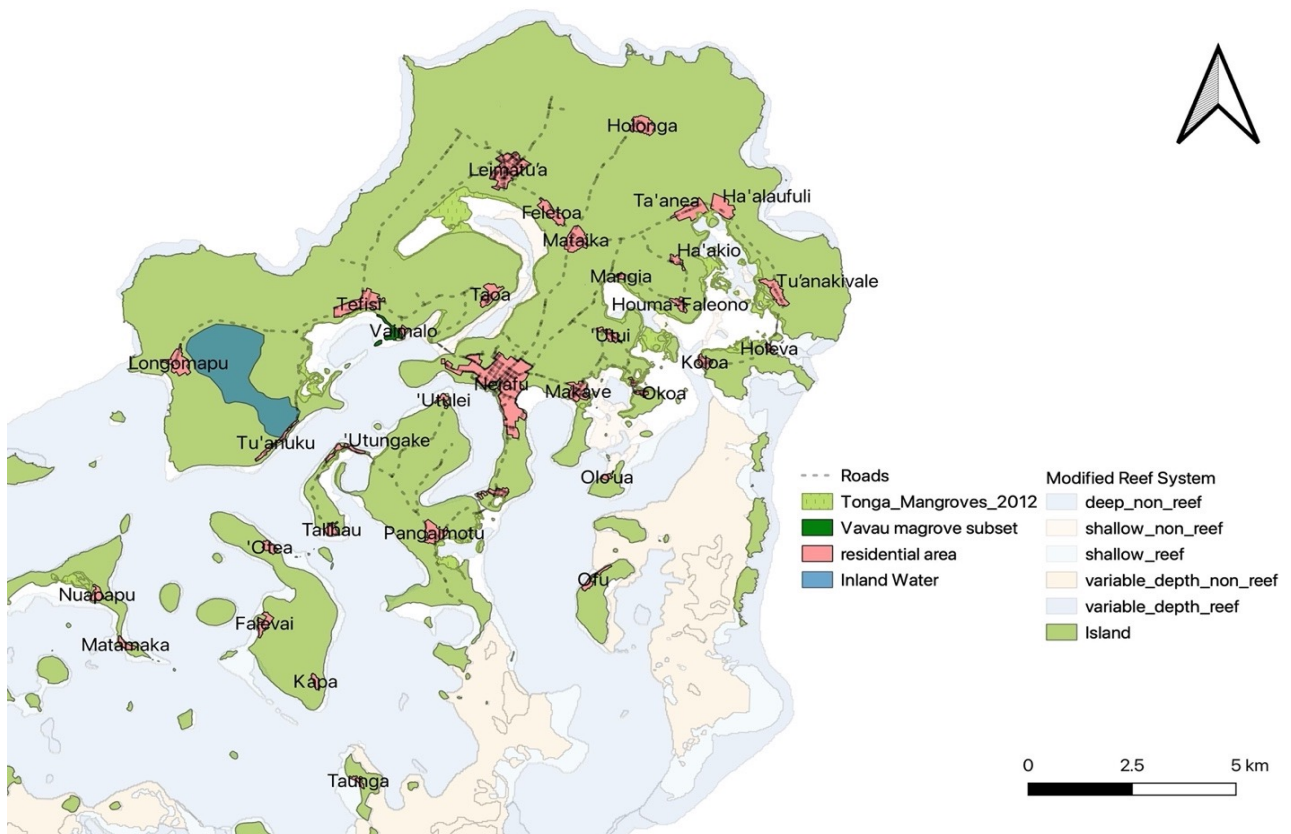 Holonga
Leimatu'a
Ta'anea
Ha'alaufuli
Feletoa
Mataika
Ha'akio
Mangia
Tu'anakivale
Taoa
Tefisi
Houma-Faleono
Vaimalo
'Utui
Longomapu
Koloa
Holeva
Neiafu
Makave
Okoa
'Utulei
Tu'anuku
'Utungake
Olo'ua
Talihau
Pangaimotu
'Otea
Ofu
Nuapapu
Falevai
Matamaka
Kapa
Taunga
Roads
Tonga_Mangroves_2012
Vavau magrove subset
residential area
Inland Water
Modified Reef System
deep_non_reef
shallow_non_reef
shallow_reef
variable_depth_non_reef
variable_depth_reef
Island
0 2.5 5 km